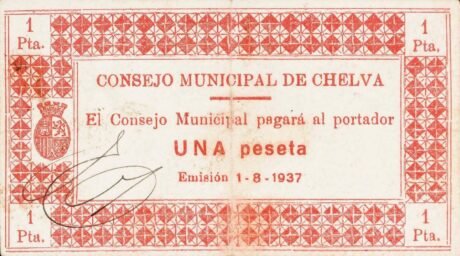 1 Pta.
1 Pta.
CONSEJO MUNICIPAL DE CHELVA
El Consejo Municipal pagará al portador
UNA peseta
Emisión 1-8-1937
1 Pta.
1 Pta.